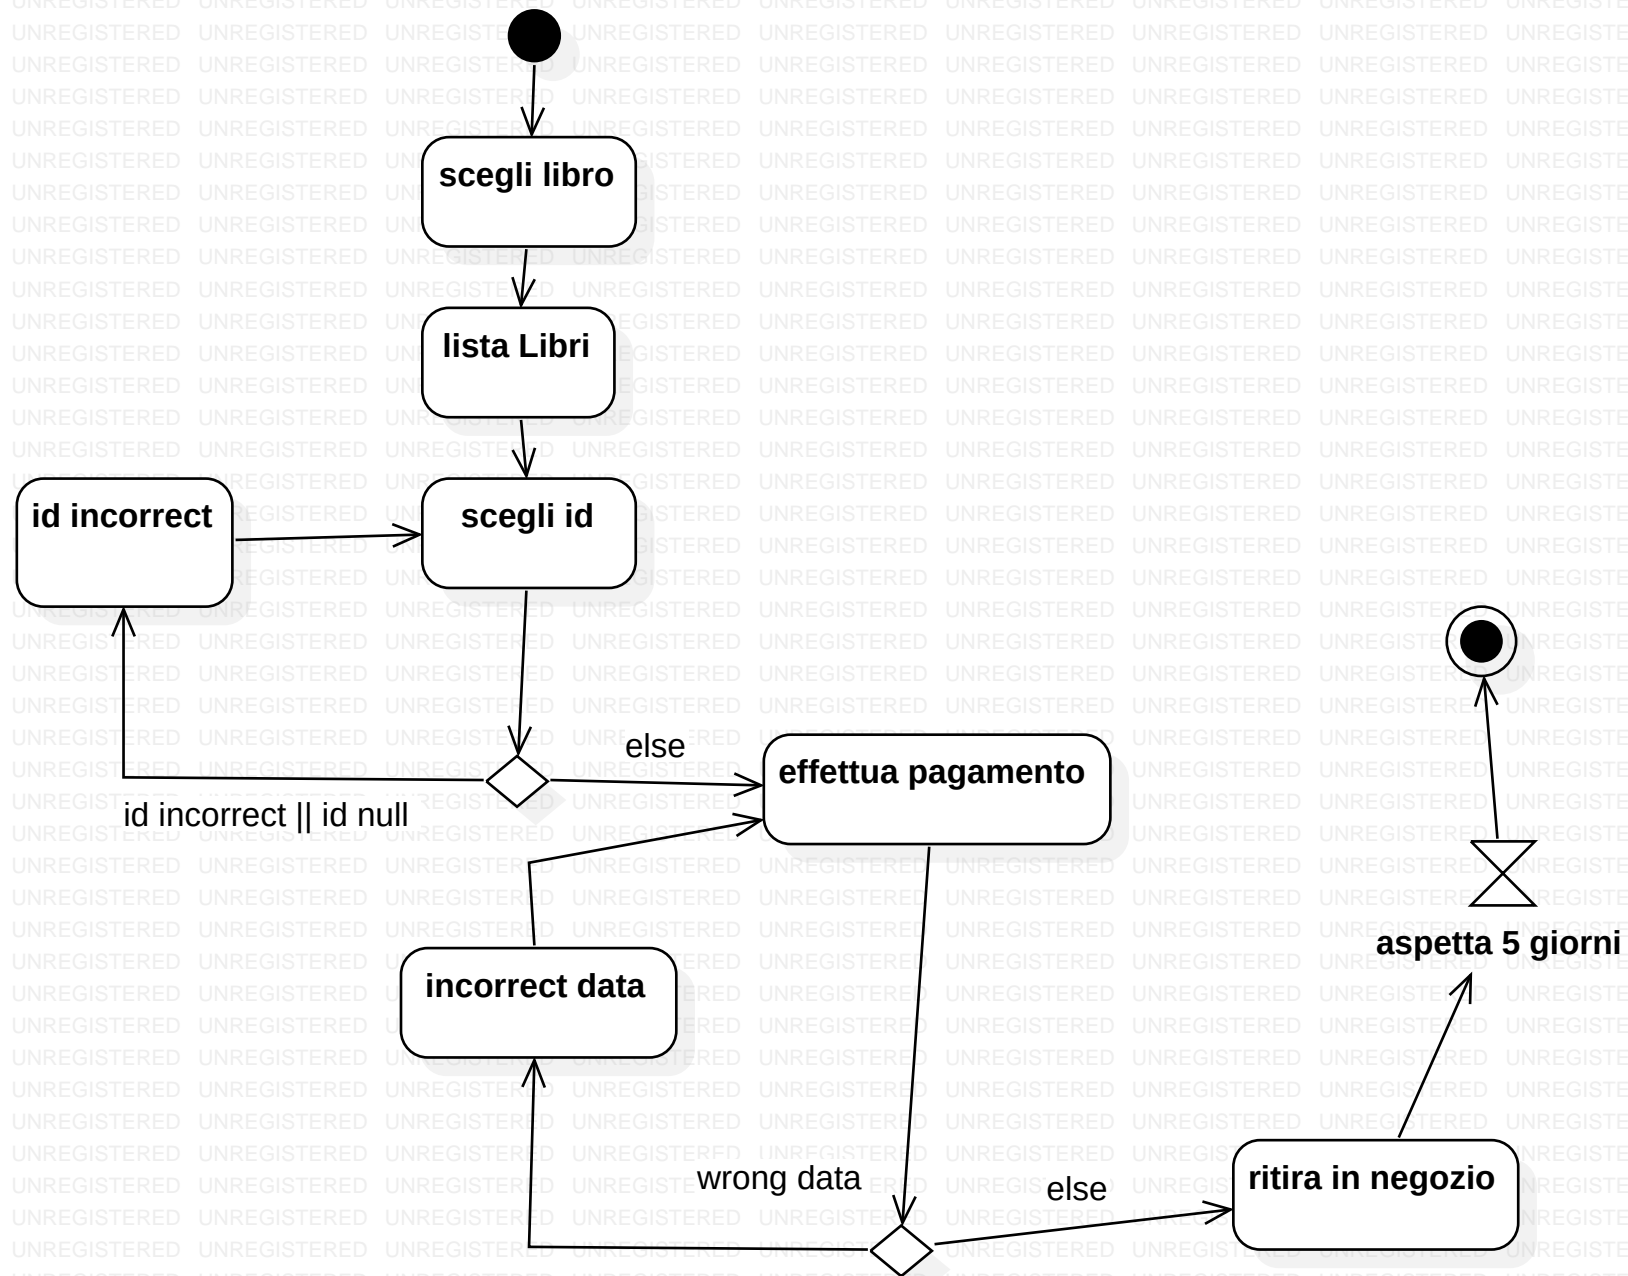 scegli libro
lista Libri
id incorrect
scegli id
else
effettua pagamento
id incorrect || id null
aspetta 5 giorni
incorrect data
wrong data
else
ritira in negozio
UNREGISTERED